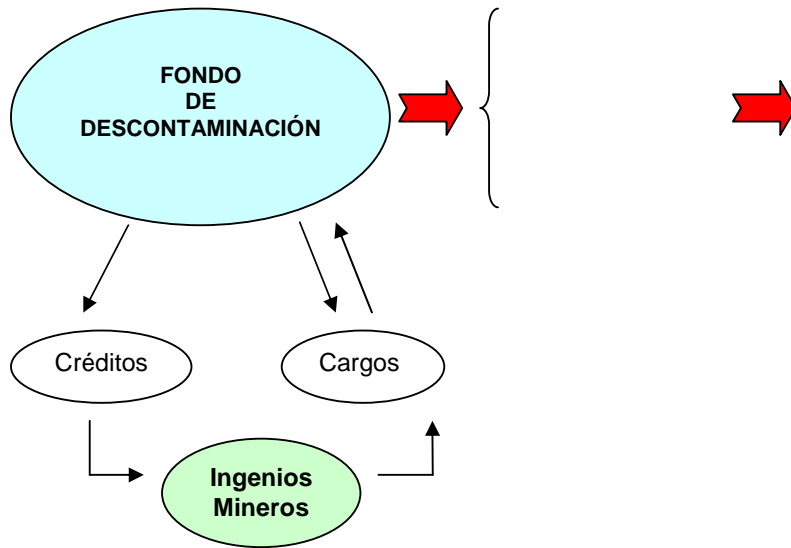 FONDO
DE
DESCONTAMINACIÓN
Créditos
Cargos
Ingenios
Mineros